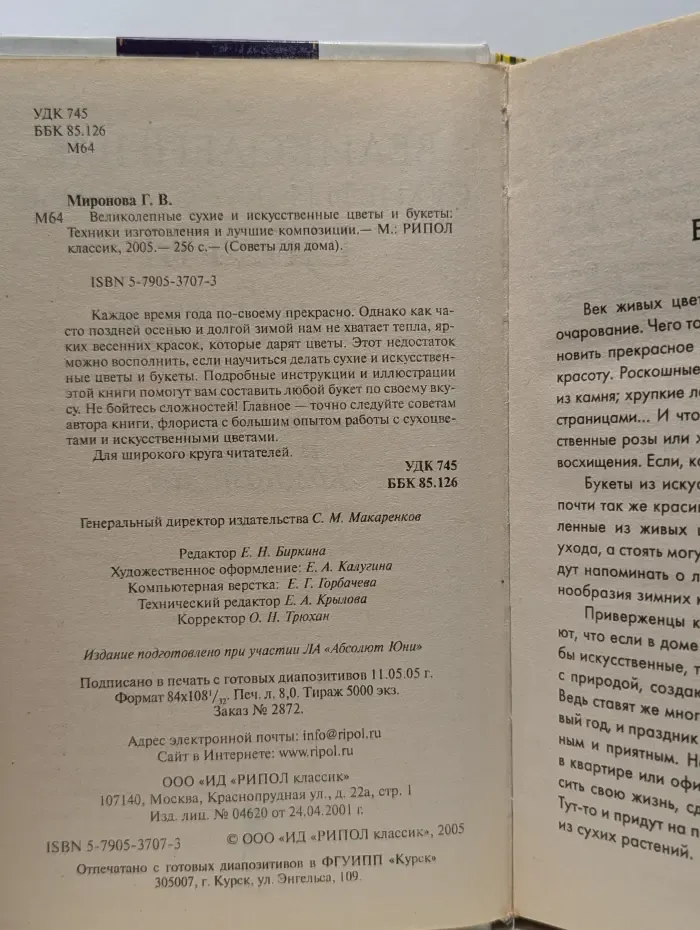 УДК 745
ББК 85.126
М64
Миронова Г. В.
М64 Великолепные сухие и искусственные цветы и букеты:
Техники изготовления и лучшие композиции.— М.: РИПОЛ
классик, 2005.— 256 с.— (Советы для дома).
ISBN 5-7905-3707-3
Каждое время года по-своему прекрасно. Однако как ча-
сто поздней осенью и долгой зимой нам не хватает тепла, яр-
ких весенних красок, которые дарят цветы. Этот недостаток
можно восполнить, если научиться делать сухие и искусствен-
ные цветы и букеты. Подробные инструкции и иллюстрации
этой книги помогут вам составить любой букет по своему вку-
су. Не бойтесь сложностей! Главное — точно следуйте советам
автора книги, флориста с большим опытом работы с сухоцве-
тами и искусственными цветами.
Для широкого круга читателей.
УДК 745
ББК 85.126
Генеральный директор издательства С. М. Макаренков
Редактор Е. Н. Биркина
Художественное оформление: Е. А. Калугина
Компьютерная верстка: Е. Г. Горбачева
Технический редактор Е. А. Крылова
Корректор О. Н. Трюхан
Издание подготовлено при участии ЛА «Абсолют Юни»
Подписано в печать с готовых диапозитивов 11.05.05 г.
Формат 84x108 1/32. Печ. л. 8,0. Тираж 5000 экз.
Заказ № 2872.
Адрес электронной почты: info@ripol.ru
Сайт в Интернете: www.ripol.ru
ООО «ИД «РИПОЛ классик»
107140, Москва, Краснопрудная ул., д. 22а, стр. 1
Изд. лиц. № 04620 от 24.04.2001 г.
ISBN 5-7905-3707-3 © ООО «ИД «РИПОЛ классик», 2005
Отпечатано с готовых диапозитивов в ФГУИПП «Курск»
305007, г. Курск, ул. Энгельса, 109.
Век живых
очарование. Чего
новить прекрасное
красоту. Роскошные
из камня; хрупкие
страницами... И
ственные розы или
восхищения. Если,
Букеты из
почти так же
ленные из живых
ухода, а стоять
дут напоминать о
нообразия зимних
Приверженцы
ют, что если в доме
бы искусственные,
с природой,
Ведь ставят же
вый год, и праздник
ным и приятным.
в квартире или
сить свою жизнь,
Тут-то и придут на
из сухих растений.